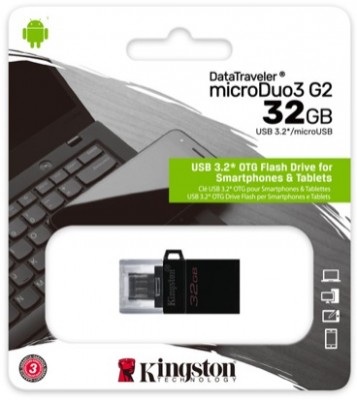 DataTraveler®
microDuo3 G2
32GB
USB 3.2*/microUSB
USB 3.2* OTG Flash Drive for
Smartphones & Tablets
Clé USB 3.2* OTG pour Smartphones & Tablettes
USB 3.2* OTG Drive Flash per Smartphones e Tablets
Kingston
32GB
3
Kingston
TECHNOLOGY